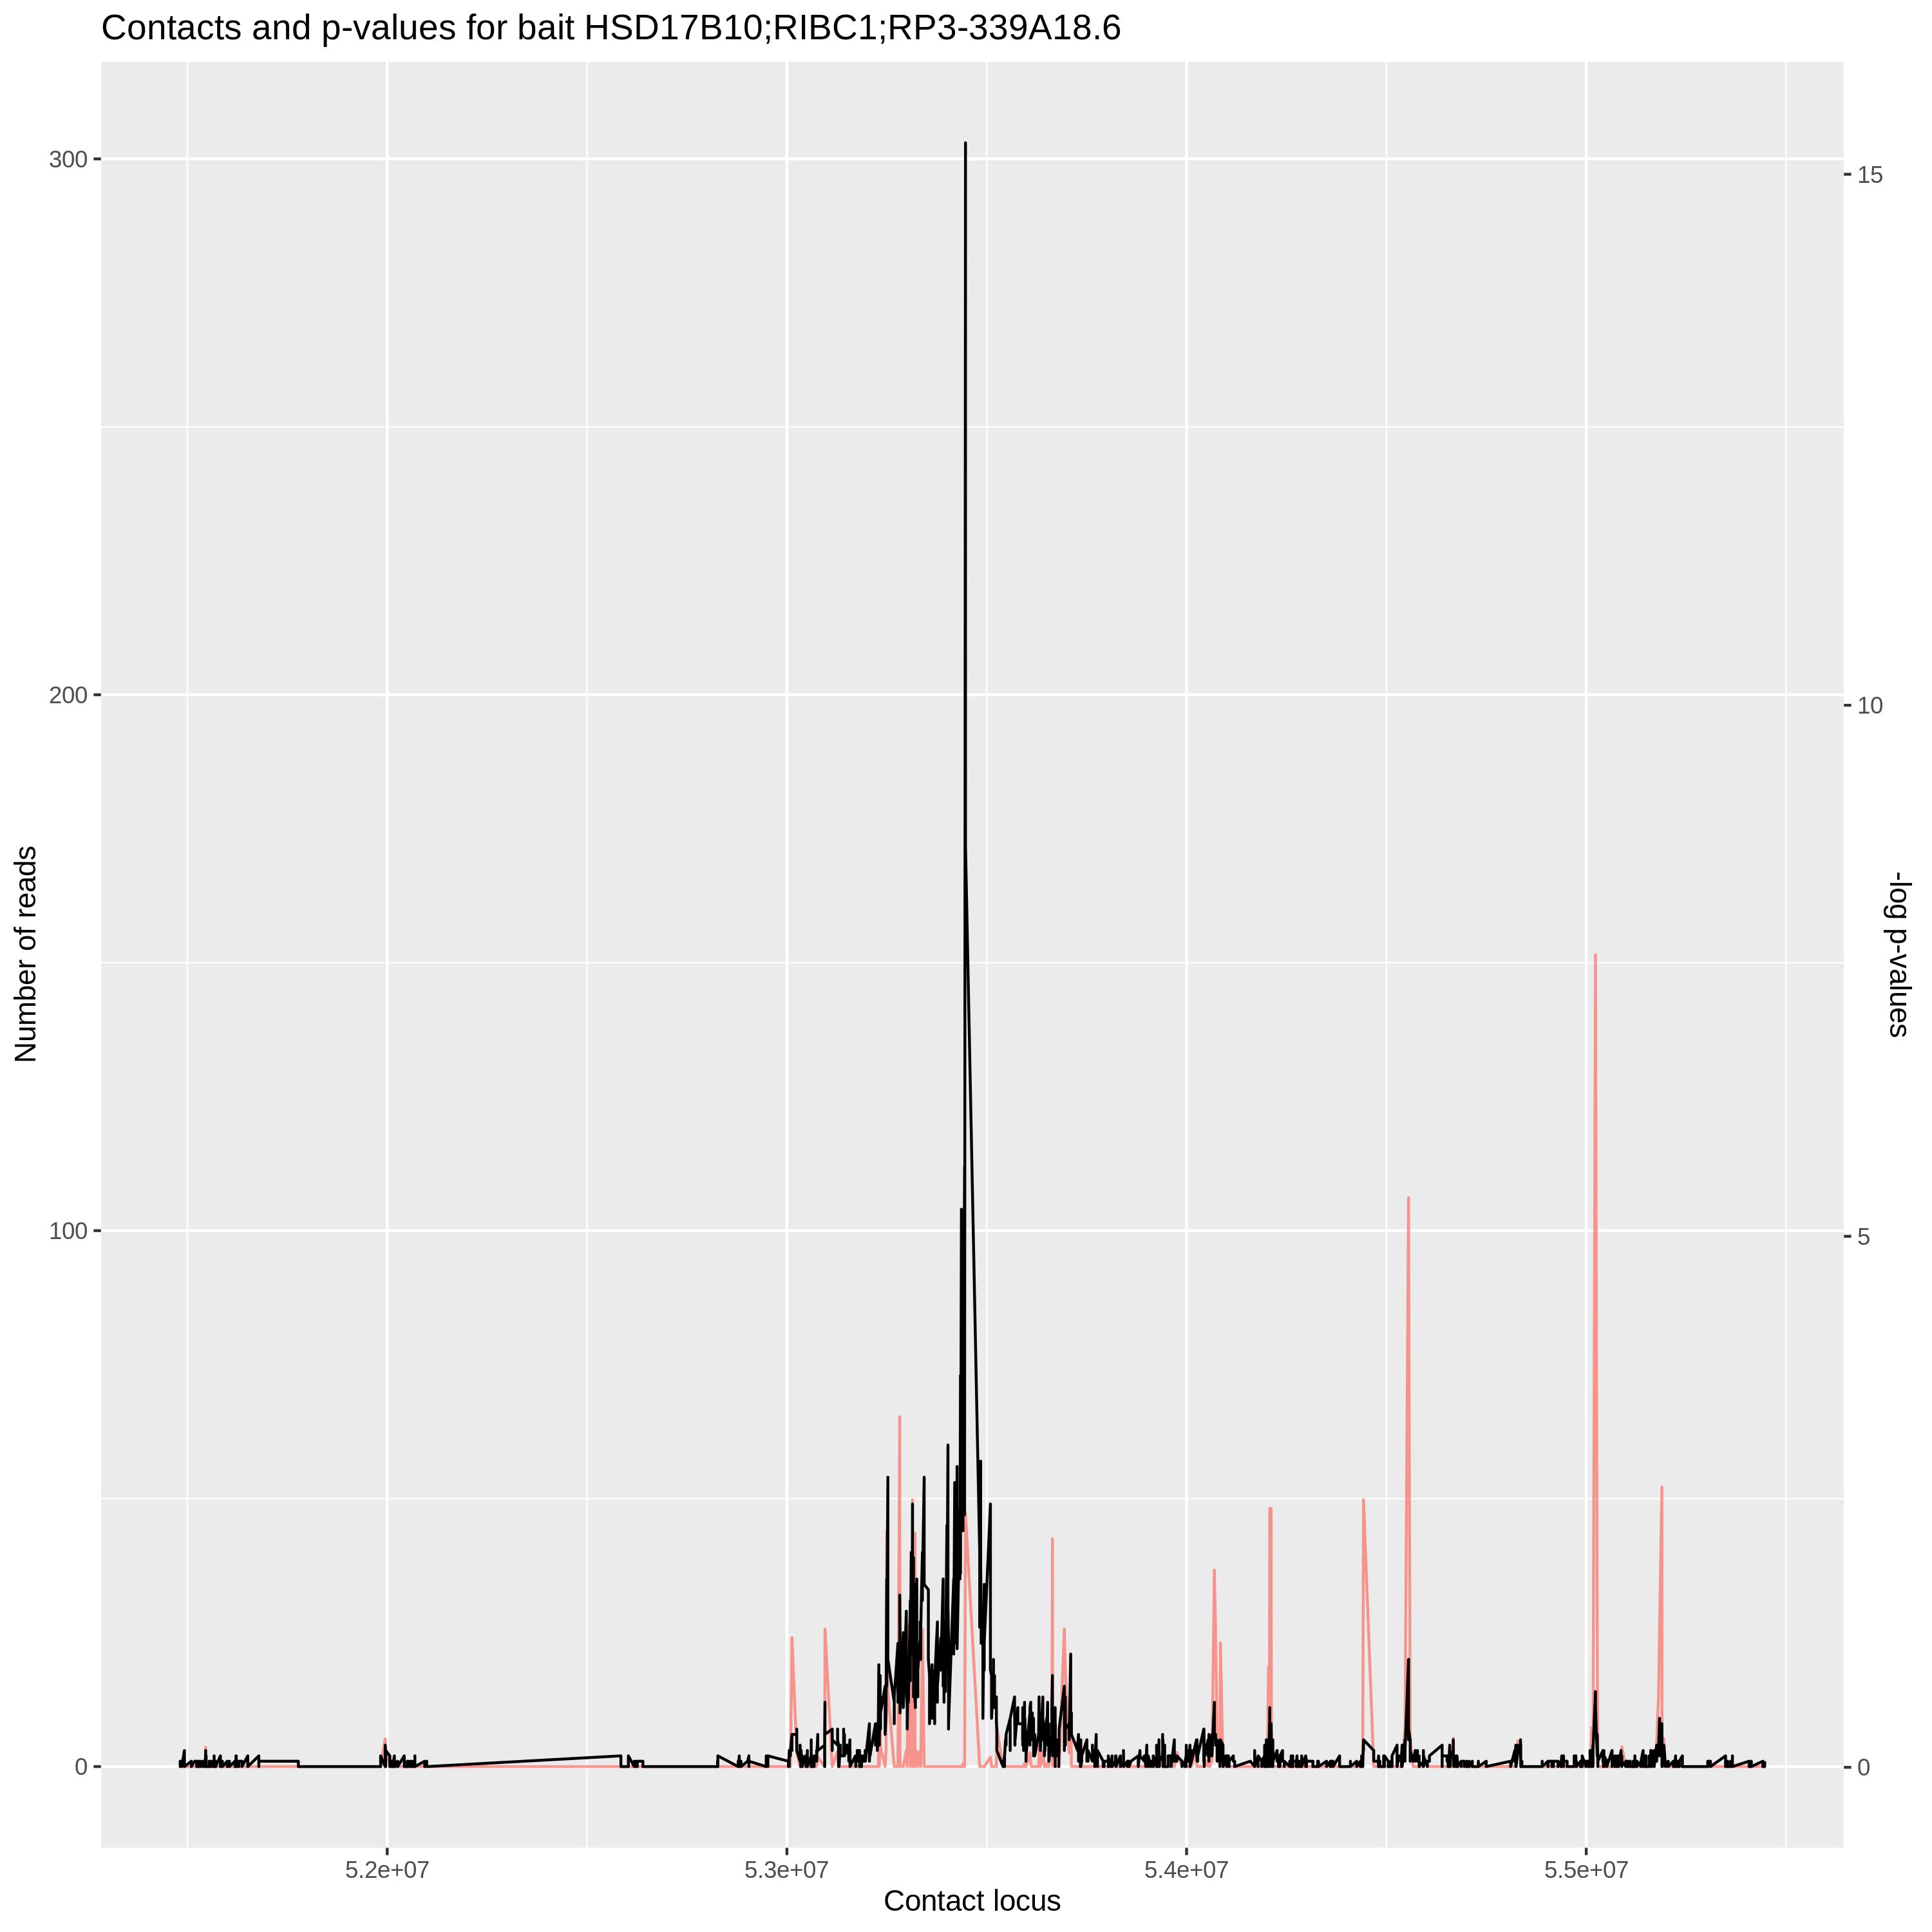 Contacts and p-values for bait HSD17B10;RIBC1;RP3-339A18.6
300
200
100
0
Number of reads
15
10
5
0
-log p-values
5.2e+07 5.3e+07 5.4e+07 5.5e+07
Contact locus